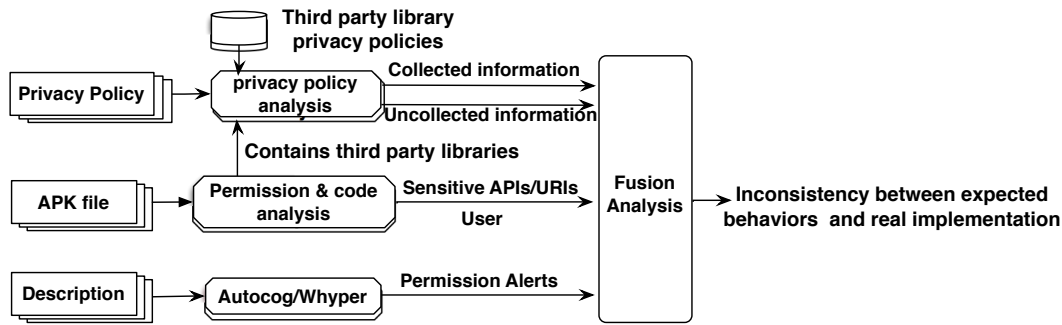 Third party library
privacy policies
Privacy Policy
privacy policy
analysis
Collected information
Uncollected information
Contains third party libraries
APK file
Permission & code
analysis
Sensitive APIs/URIs
User
Fusion
Analysis
Inconsistency between expected
behaviors and real implementation
Description
Autocog/Whyper
Permission Alerts